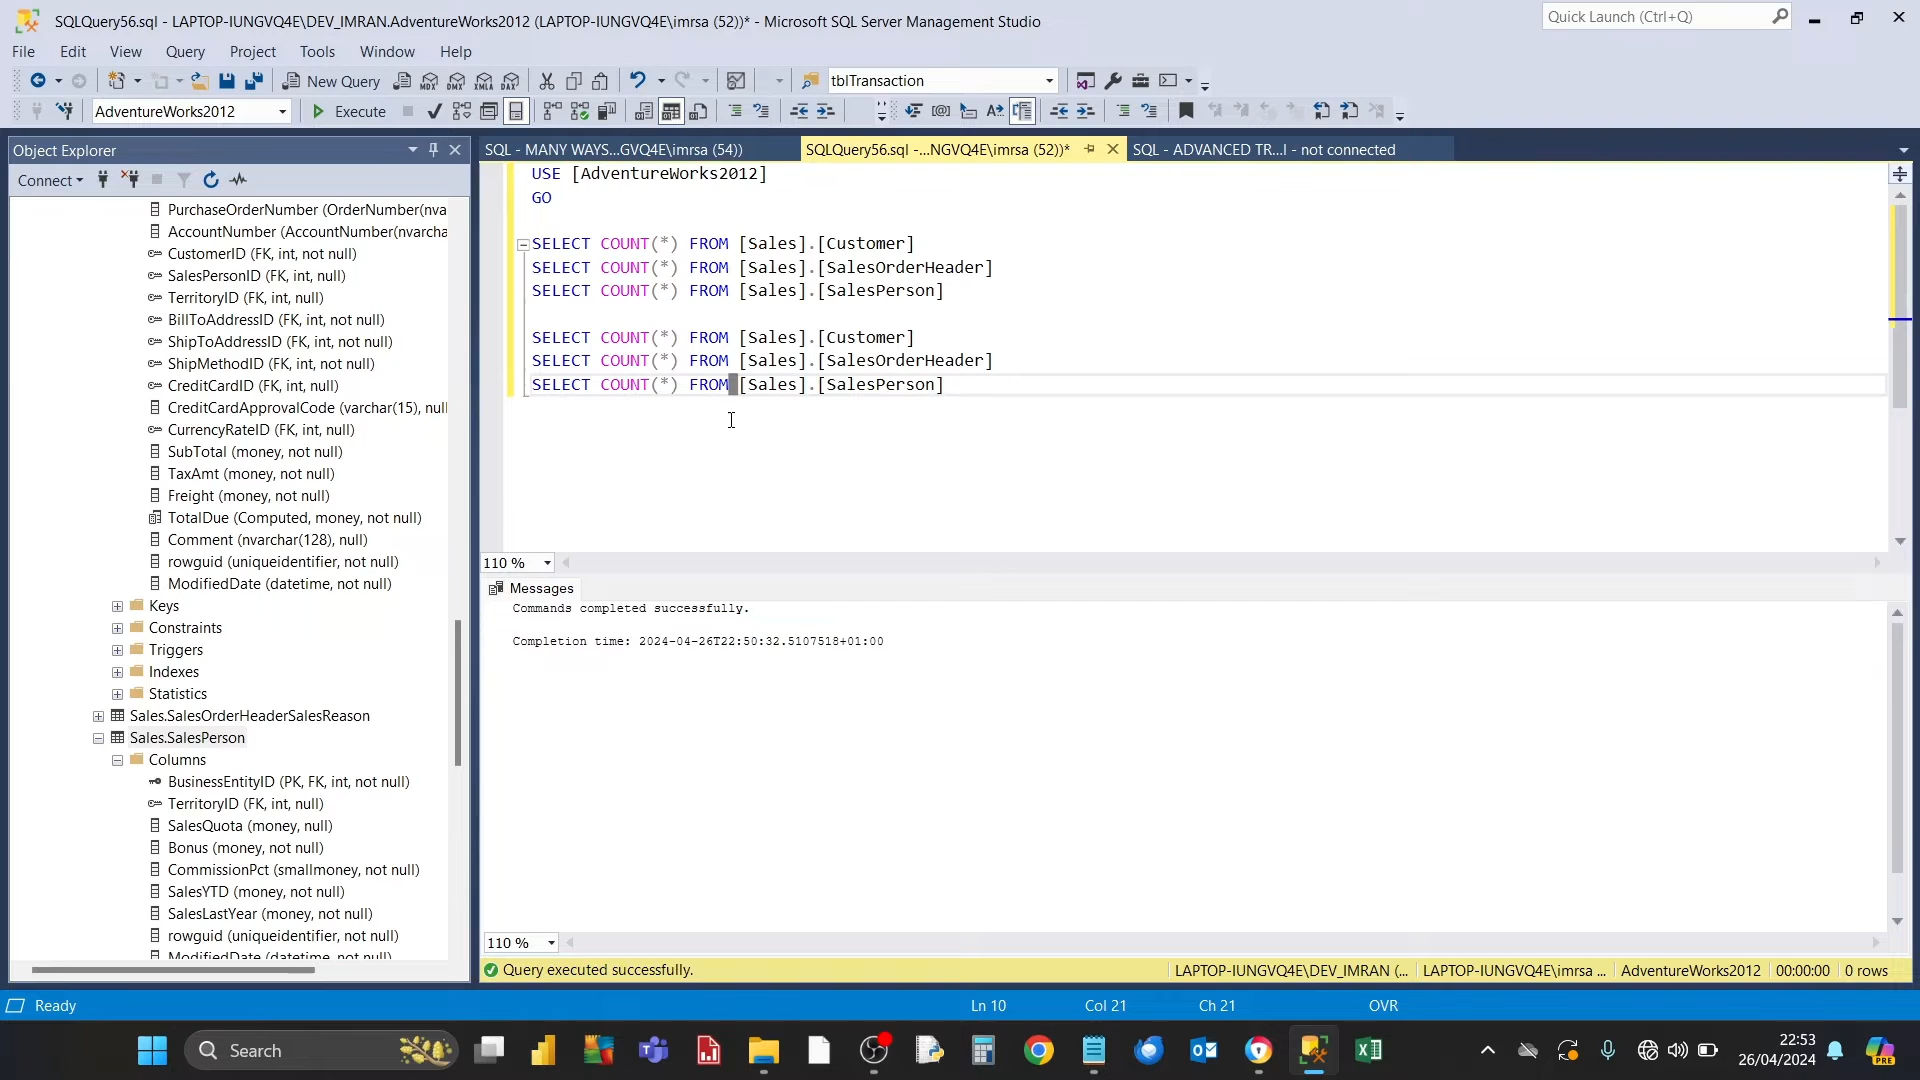 SQLQuery56.sql - LAPTOP-IUNGVQ4E\DEV_IMRAN.AdventureWorks2012 (LAPTOP-IUNGVQ4E\imrsa (52))* - Microsoft SQL Server Management Studio
Quick Launch (Ctrl+Q)
File Edit View Query Project Tools Window Help
New Query
MDX DMX XMLA DAX
tblTransaction
AdventureWorks2012
Execute
Object Explorer
SQL - MANY WAYS...GVQ4E\imrsa (54))
SQLQuery56.sql -...NGVQ4E\imrsa (52))*
SQL - ADVANCED TR...I - not connected
Connect
PurchaseOrderNumber (OrderNumber(nva
AccountNumber (AccountNumber(nvarcha
CustomerID (FK, int, not null)
SalesPersonID (FK, int, null)
TerritoryID (FK, int, null)
BillToAddressID (FK, int, not null)
ShipToAddressID (FK, int, not null)
ShipMethodID (FK, int, not null)
CreditCardID (FK, int, null)
CreditCardApprovalCode (varchar(15), null
CurrencyRateID (FK, int, null)
SubTotal (money, not null)
TaxAmt (money, not null)
Freight (money, not null)
TotalDue (Computed, money, not null)
Comment (nvarchar(128), null)
rowguid (uniqueidentifier, not null)
ModifiedDate (datetime, not null)
Keys
Constraints
Triggers
Indexes
Statistics
Sales.SalesOrderHeaderSalesReason
Sales.SalesPerson
Columns
BusinessEntityID (PK, FK, int, not null)
TerritoryID (FK, int, null)
SalesQuota (money, null)
Bonus (money, not null)
CommissionPct (smallmoney, not null)
SalesYTD (money, not null)
SalesLastYear (money, not null)
rowguid (uniqueidentifier, not null)
ModifiedDate (datetime, not null)
USE [AdventureWorks2012]
GO
SELECT COUNT(*) FROM [Sales].[Customer]
SELECT COUNT(*) FROM [Sales].[SalesOrderHeader]
SELECT COUNT(*) FROM [Sales].[SalesPerson]
SELECT COUNT(*) FROM [Sales].[Customer]
SELECT COUNT(*) FROM [Sales].[SalesOrderHeader]
SELECT COUNT(*) FROM [Sales].[SalesPerson]
110 %
Messages
Commands completed successfully.
Completion time: 2024-04-26T22:50:32.5107518+01:00
110 %
Query executed successfully.
LAPTOP-IUNGVQ4E\DEV_IMRAN (...
LAPTOP-IUNGVQ4E\imrsa ...
AdventureWorks2012
00:00:00
0 rows
Ready
Ln 10
Col 21
Ch 21
OVR
Search
22:53
26/04/2024
PRE